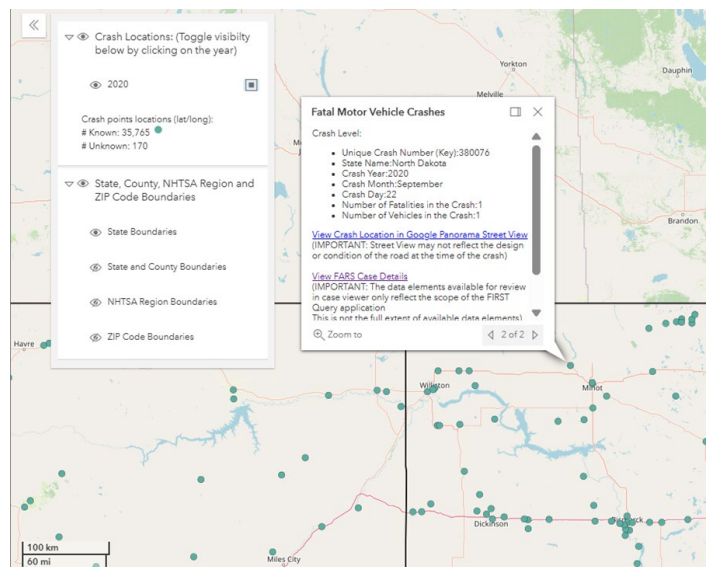 Crash Locations: (Toggle visibilty
below by clicking on the year)
2020
Crash points locations (lat/long):
# Known: 35,765
# Unknown: 170
State, County, NHTSA Region and
ZIP Code Boundaries
State Boundaries
State and County Boundaries
NHTSA Region Boundaries
ZIP Code Boundaries
Yorkton
Dauphin
Melville
Fatal Motor Vehicle Crashes
Crash Level:
Unique Crash Number (Key):380076
State Name:North Dakota
Crash Year:2020
Crash Month:September
Crash Day:22
Number of Fatalities in the Crash:1
Number of Vehicles in the Crash:1
View Crash Location in Google Panorama Street View
(IMPORTANT: Street View may not reflect the design
or condition of the road at the time of the crash)
View FARS Case Details
(IMPORTANT: The data elements available for review
in case viewer only reflect the scope of the FIRST
Query application
This is not the full extent of available data elements)
Zoom to
2 of 2
Brandon
Havre
Williston
Minot
Dickinson
Bismarck
Miles City
100 km
60 mi